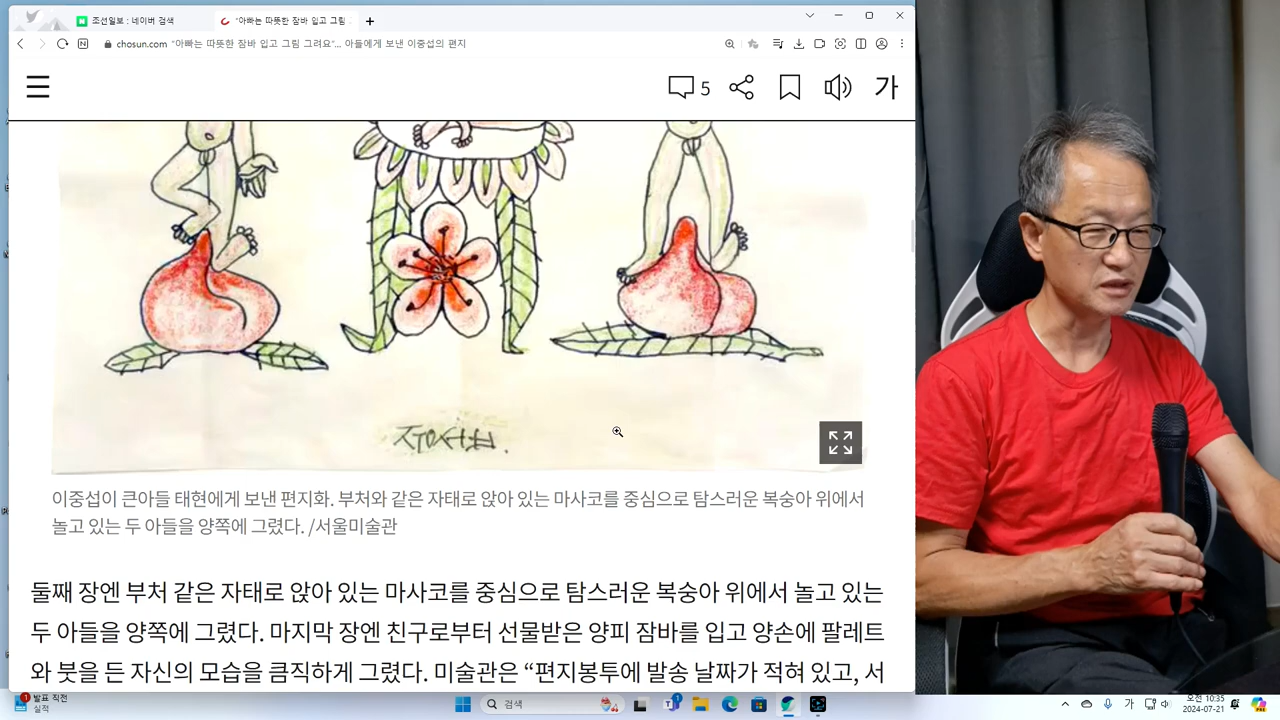 조선일보 : 네이버 검색
"아빠는 따뜻한 잠바 입고 그림
chosun.com "아빠는 따뜻한 잠바 입고 그림 그려요"... 아들에게 보낸 이중섭의 편지
5
가
이중섭이 큰아들 태현에게 보낸 편지화. 부처와 같은 자태로 앉아 있는 마사코를 중심으로 탐스러운 복숭아 위에서
놀고 있는 두 아들을 양쪽에 그렸다. /서울미술관
둘째 장엔 부처 같은 자태로 앉아 있는 마사코를 중심으로 탐스러운 복숭아 위에서 놀고 있는
두 아들을 양쪽에 그렸다. 마지막 장엔 친구로부터 선물받은 양피 잠바를 입고 양손에 팔레트
와 붓을 든 자신의 모습을 큼직하게 그렸다. 미술관은 “편지봉투에 발송 날짜가 적혀 있고, 서
1
발표 직전
실적
검색
1
가
오전 10:35
2024-07-21